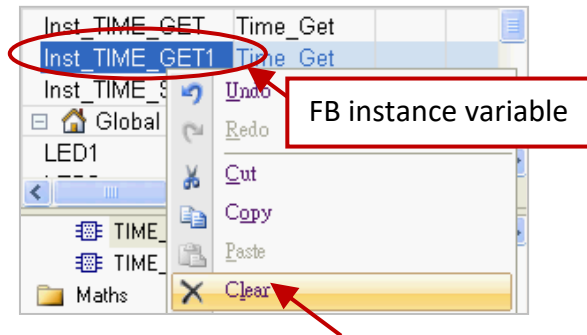 Inst_TIME_GET Time_Get
Inst_TIME_GET1 Time_Get
Inst_TIME_S Undo
FB instance variable
Global Redo
LED1
Cut
Copy
TIME_
Paste
TIME_
Maths Clear